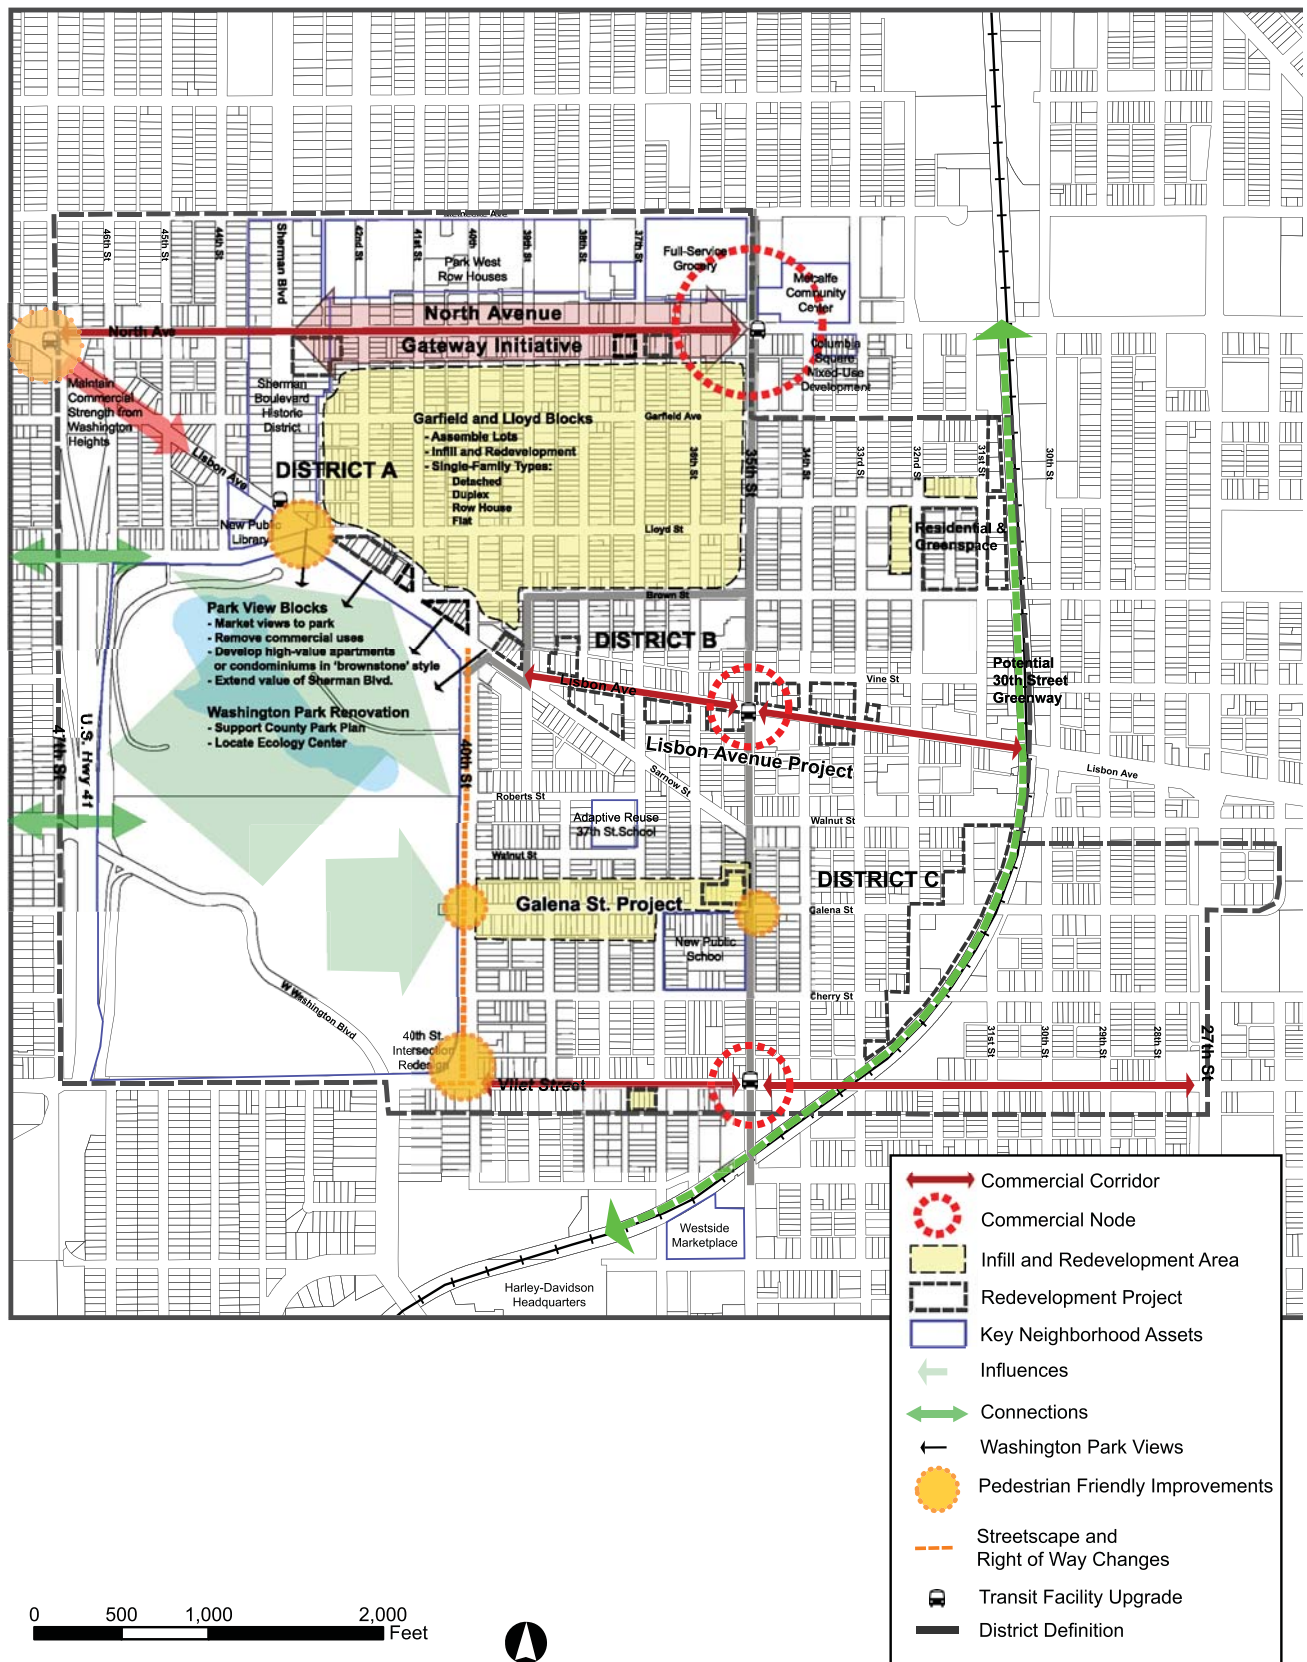 Meinecke Ave
46th St
45th St
44th St
Sherman Blvd
42nd St
41st St
40th
39th St
38th St
37th St
Park West
Row Houses
Full-Service
Grocery
Metcalfe
Community
Center
North Ave
North Avenue
Gateway Initiative
Columbia
Square
Mixed-Use
Development
Maintain
Commercial
Strength from
Washington
Heights
Sherman
Boulevard
Historic
District
Lisbon Ave
DISTRICT A
Garfield and Lloyd Blocks
- Assemble Lots
- Infill and Redevelopment
- Single-Family Types:
Detached
Duplex
Row House
Flat
Garfield Ave
36th St
35th St
34th St
33rd St
32nd St
31st St
30th St
Lloyd St
New Public
Library
Residential &
Greenspace
Brown St
Park View Blocks
- Market views to park
- Remove commercial uses
- Develop high-value apartments
or condominiums in 'brownstone' style
- Extend value of Sherman Blvd.
Washington Park Renovation
- Support County Park Plan
- Locate Ecology Center
DISTRICT B
Lisbon Ave
Vine St
Potential
30th Street
Greenway
47th St
U.S. Hwy 41
40th St
Lisbon Avenue Project
Sarnow St
Lisbon Ave
Roberts St
Adaptive Reuse
37th St.School
Walnut St
Walnut St
DISTRICT C
Galena St. Project
Galena St
New Public
School
Cherry St
W Washington Blvd
40th St.
Intersection
Redesign
31st St
30th St
29th St
28th St
27th St
Vliet Street
Westside
Marketplace
Harley-Davidson
Headquarters
Commercial Corridor
Commercial Node
Infill and Redevelopment Area
Redevelopment Project
Key Neighborhood Assets
Influences
Connections
Washington Park Views
Pedestrian Friendly Improvements
Streetscape and
Right of Way Changes
Transit Facility Upgrade
District Definition
0 500 1,000 2,000
Feet